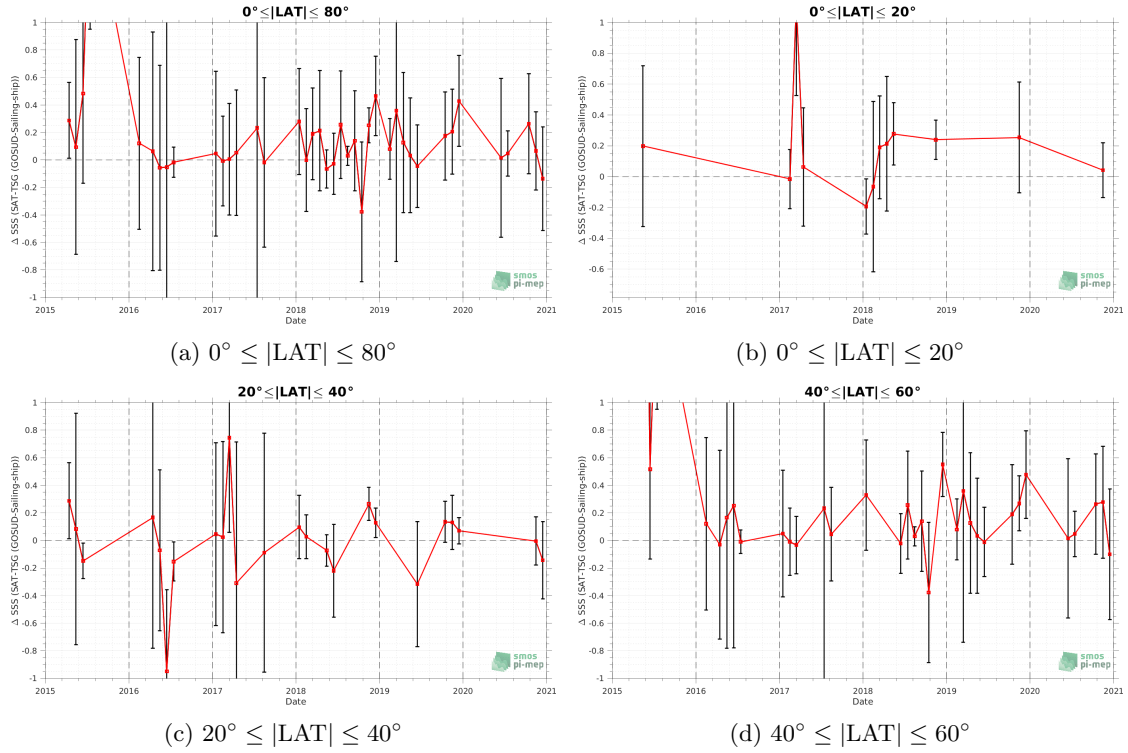 0°≤|LAT|≤ 80°
Δ SSS (SAT-TSG (GOSUD-Sailing-ship))
1
0.8
0.6
0.4
0.2
0
-0.2
-0.4
-0.6
-0.8
-1
2015 2016 2017 2018 2019 2020 2021
Date
smos
pi-mep
(a) 0° ≤ |LAT| ≤ 80°
0°≤|LAT|≤ 20°
Δ SSS (SAT-TSG (GOSUD-Sailing-ship))
1
0.8
0.6
0.4
0.2
0
-0.2
-0.4
-0.6
2015 2016 2017 2018 2019 2020 2021
Date
smos
pi-mep
(b) 0° ≤ |LAT| ≤ 20°
20°≤|LAT|≤ 40°
Δ SSS (SAT-TSG (GOSUD-Sailing-ship))
1
0.8
0.6
0.4
0.2
0
-0.2
-0.4
-0.6
-0.8
-1
2015 2016 2017 2018 2019 2020 2021
Date
smos
pi-mep
(c) 20° ≤ |LAT| ≤ 40°
40°≤|LAT|≤ 60°
Δ SSS (SAT-TSG (GOSUD-Sailing-ship))
1
0.8
0.6
0.4
0.2
0
-0.2
-0.4
-0.6
-0.8
-1
2015 2016 2017 2018 2019 2020 2021
Date
smos
pi-mep
(d) 40° ≤ |LAT| ≤ 60°